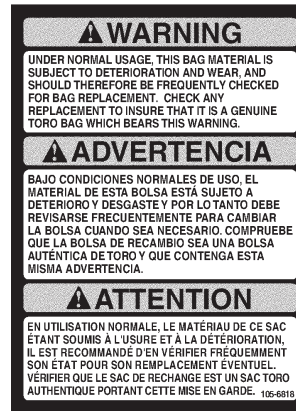 WARNING
UNDER NORMAL USAGE, THIS BAG MATERIAL IS
SUBJECT TO DETERIORATION AND WEAR, AND
SHOULD THEREFORE BE FREQUENTLY CHECKED
FOR BAG REPLACEMENT. CHECK ANY
REPLACEMENT TO INSURE THAT IT IS A GENUINE
TORO BAG WHICH BEARS THIS WARNING.
ADVERTENCIA
BAJO CONDICIONES NORMALES DE USO, EL
MATERIAL DE ESTA BOLSA ESTÁ SUJETO A
DETERIORO Y DESGASTE Y POR LO TANTO DEBE
REVISARSE FRECUENTEMENTE PARA CAMBIAR
LA BOLSA CUANDO SEA NECESARIO. COMPRUEBE
QUE LA BOLSA DE RECAMBIO SEA UNA BOLSA
AUTÉNTICA DE TORO Y QUE CONTENGA ESTA
MISMA ADVERTENCIA.
ATTENTION
EN UTILISATION NORMALE, LE MATÉRIAU DE CE SAC
ÉTANT SOUMIS À L'USURE ET À LA DÉTÉRIORATION,
IL EST RECOMMANDÉ D'EN VÉRIFIER FRÉQUEMMENT
SON ÉTAT POUR SON REMPLACEMENT ÉVENTUEL.
VÉRIFIER QUE LE SAC DE RECHANGE EST UN SAC TORO
AUTHENTIQUE PORTANT CETTE MISE EN GARDE. 105-6818